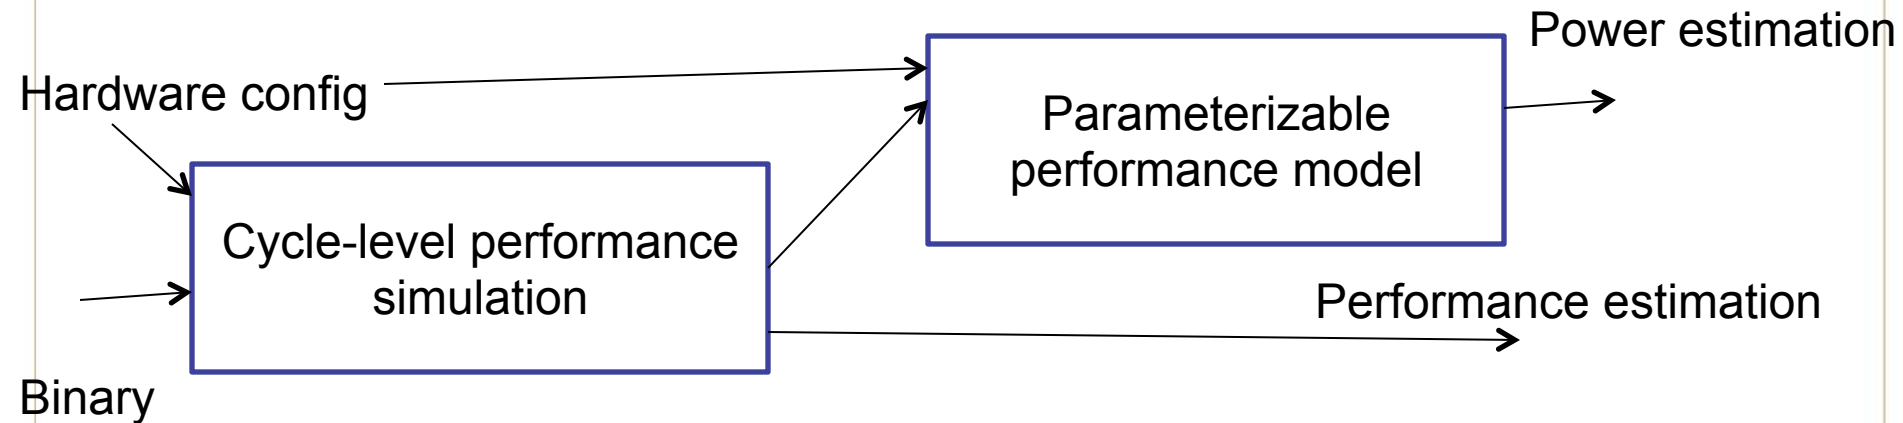 Power estimation
Hardware config
Parameterizable
performance model
Cycle-level performance
simulation
Performance estimation
Binary